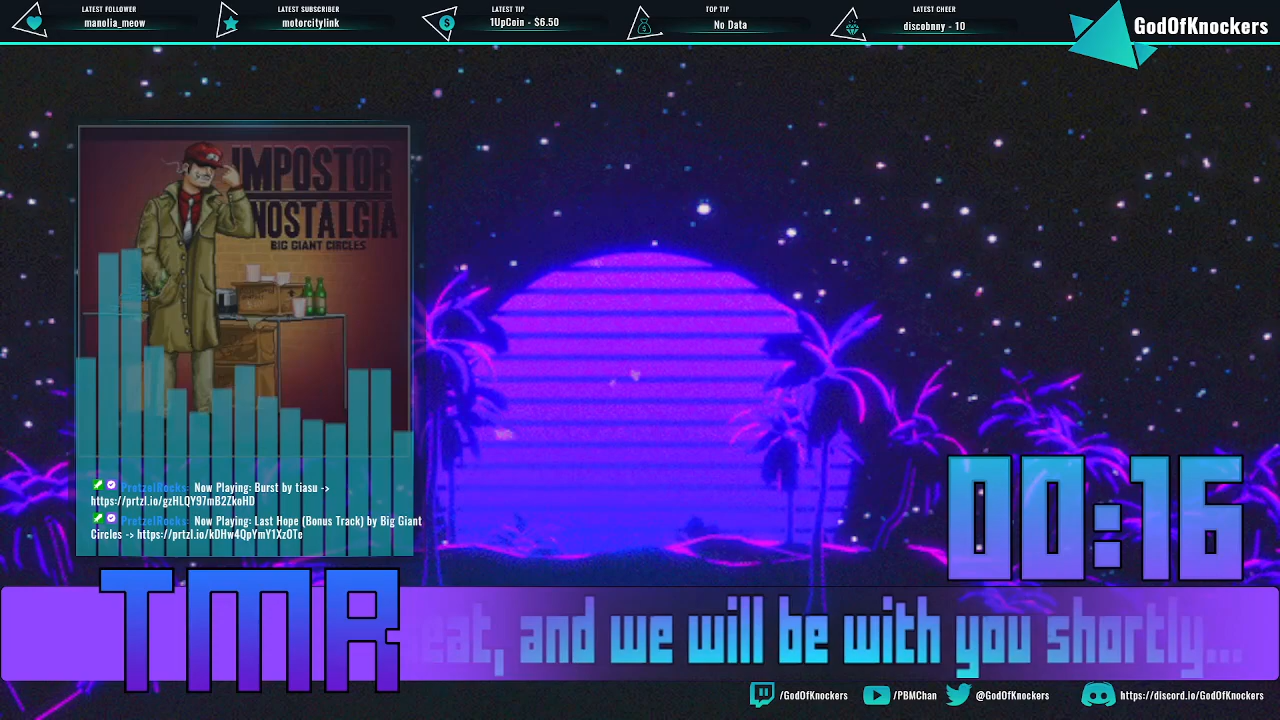 LATEST FOLLOWER
manolia_meow
LATEST SUBSCRIBER
motorcitylink
LATEST TIP
1UpCoin - $6.50
TOP TIP
No Data
LATEST CHEER
discobnny - 10
GodOfKnockers
IMPOSTOR
NOSTALGIA
BIG GIANT CIRCLES
PretzelRocks: Now Playing: Burst by tiasu ->
https://prtzl.io/gzHLQY97mB2ZkoHD
PretzelRocks: Now Playing: Last Hope (Bonus Track) by Big Giant
Circles -> https://prtzl.io/kDHw4QpYmY1XzOTe
00:16
TMR
eat, and we will be with you shortly...
/GodOfKnockers
/PBMChan
@GodOfKnockers
https://discord.io/GodOfKnockers